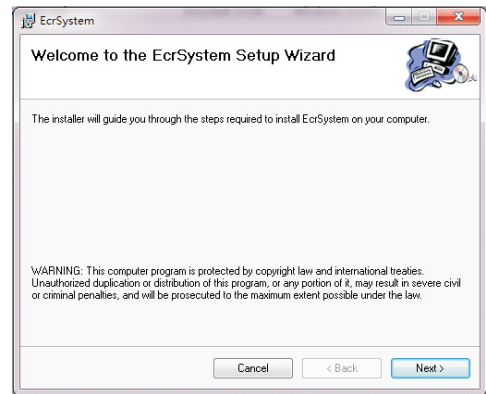 EcrSystem
Welcome to the EcrSystem Setup Wizard
The installer will guide you through the steps required to install EcrSystem on your computer.
WARNING: This computer program is protected by copyright law and international treaties.
Unauthorized duplication or distribution of this program, or any portion of it, may result in severe civil
or criminal penalties, and will be prosecuted to the maximum extent possible under the law.
Cancel
< Back
Next >